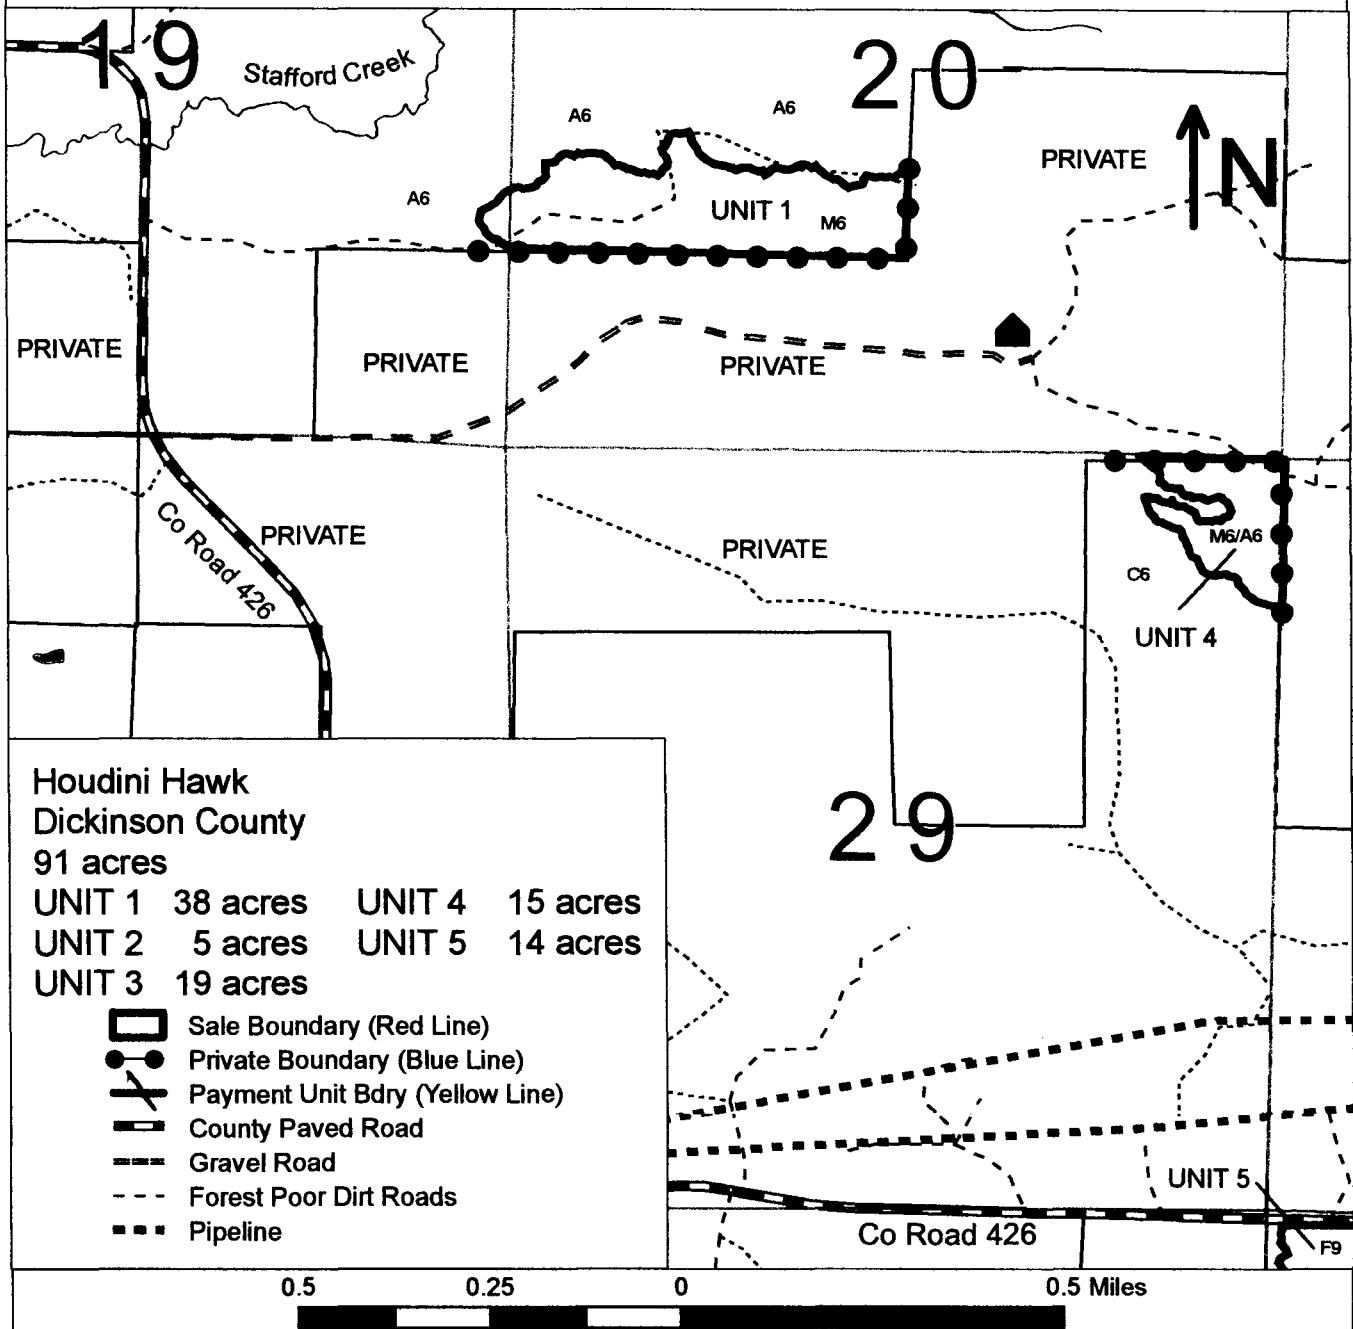 19
Stafford Creek
20
A6
A6
PRIVATE
N
A6
UNIT 1
M6
PRIVATE
PRIVATE
PRIVATE
Co Road 426
PRIVATE
PRIVATE
M6/A6
C6
UNIT 4
29
Houdini Hawk
Dickinson County
91 acres
UNIT 1 38 acres UNIT 4 15 acres
UNIT 2 5 acres UNIT 5 14 acres
UNIT 3 19 acres
Sale Boundary (Red Line)
Private Boundary (Blue Line)
Payment Unit Bdry (Yellow Line)
County Paved Road
Gravel Road
Forest Poor Dirt Roads
Pipeline
UNIT 5
Co Road 426
F9
0.5 0.25 0 0.5 Miles